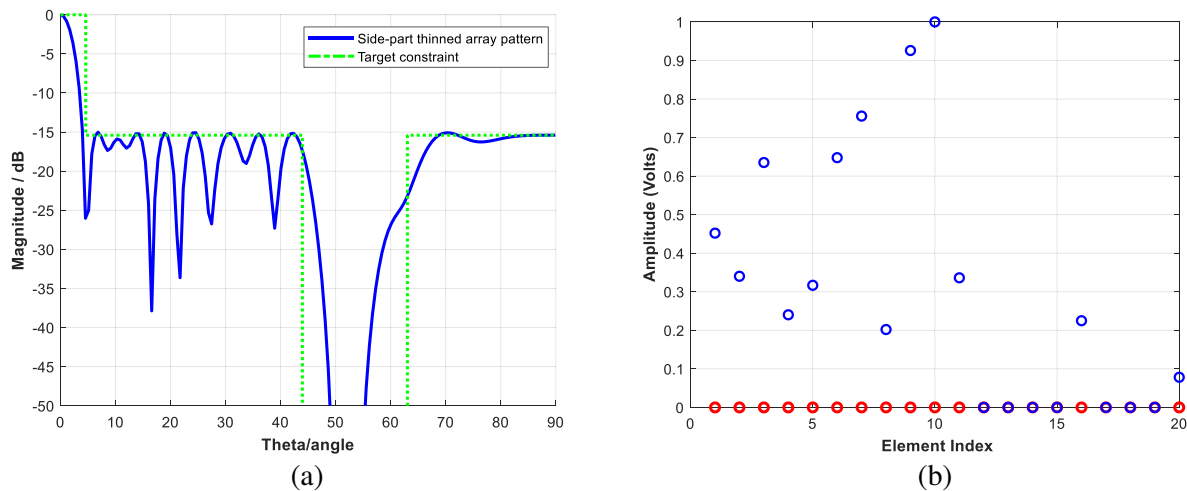 0
-5
-10
-15
-20
-25
-30
-35
-40
-45
-50
Magnitude / dB
Side-part thinned array pattern
Target constraint
0 10 20 30 40 50 60 70 80 90
Theta/angle
(a)
1
0.9
0.8
0.7
0.6
0.5
0.4
0.3
0.2
0.1
0
Amplitude (Volts)
0 5 10 15 20
Element Index
(b)